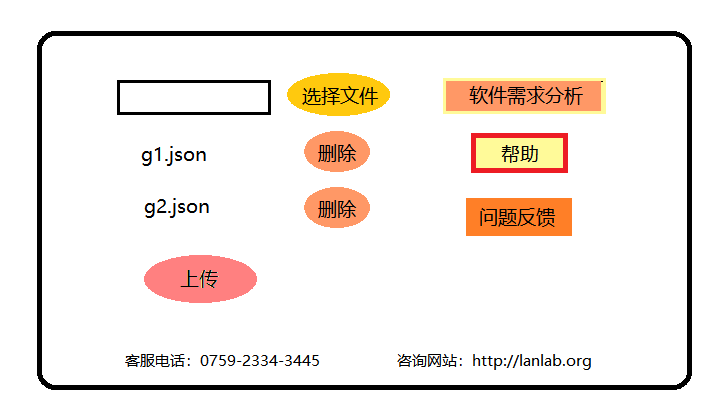 选择文件
软件需求分析
g1.json
删除
帮助
g2.json
删除
问题反馈
上传
客服电话：0759-2334-3445
咨询网站：http://lanlab.org